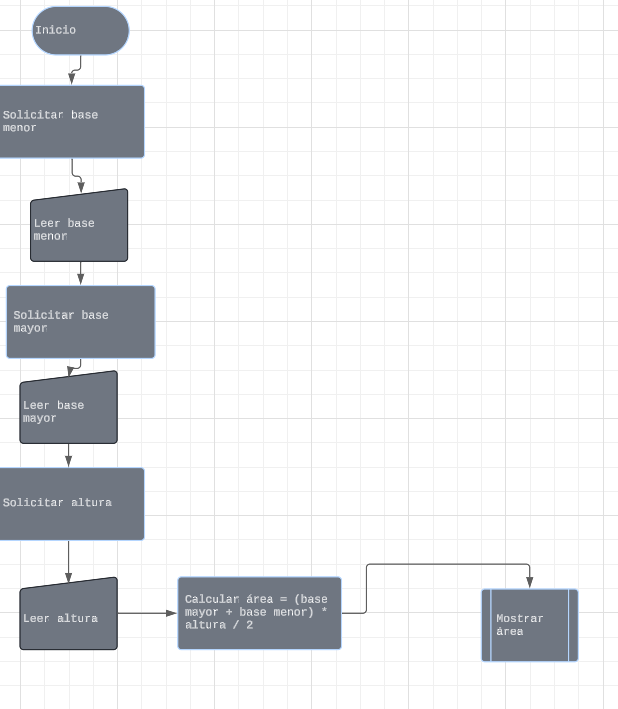 Inicio
Solicitar base
menor
Leer base
menor
Solicitar base
mayor
Leer base
mayor
Solicitar altura
Leer altura
Calcular área = (base
mayor + base menor) *
altura / 2
Mostrar
área